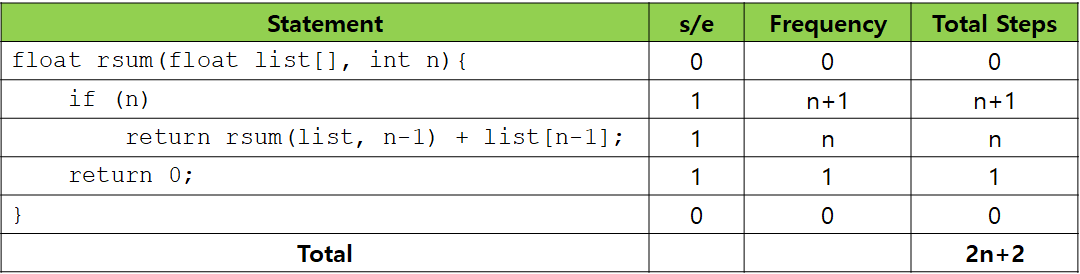 Statement s/e Frequency Total Steps
float rsum(float list[], int n){ 0 0 0
if (n) 1 n+1 n+1
return rsum(list, n-1) + list[n-1]; 1 n n
return 0; 1 1 1
} 0 0 0
Total 2n+2